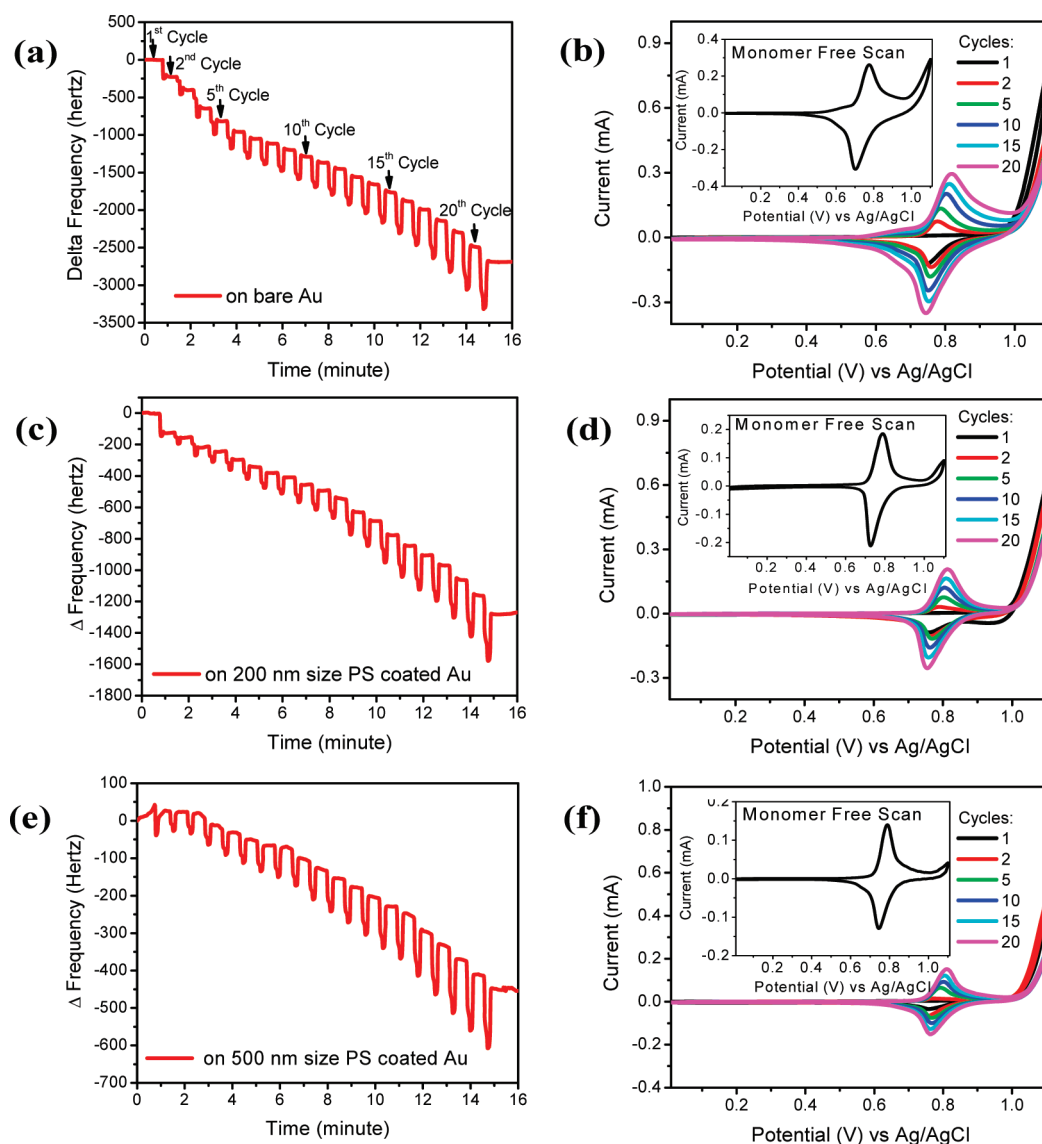 (a)
500
0
-500
-1000
-1500
-2000
-2500
-3000
-3500
0 2 4 6 8 10 12 14 16
Delta Frequency (hertz)
Time (minute)
1st Cycle
2nd Cycle
5th Cycle
10th Cycle
15th Cycle
20th Cycle
on bare Au
(b)
0.9
0.6
0.3
0.0
-0.3
0.2 0.4 0.6 0.8 1.0
Current (mA)
Potential (V) vs Ag/AgCl
Cycles:
1
2
5
10
15
20
Monomer Free Scan
0.4
0.2
0.0
-0.2
-0.4
0.2 0.4 0.6 0.8 1.0
Current (mA)
Potential (V) vs Ag/AgCl
(c)
0
-200
-400
-600
-800
-1000
-1200
-1400
-1600
-1800
0 2 4 6 8 10 12 14 16
Δ Frequency (hertz)
Time (minute)
on 200 nm size PS coated Au
(d)
0.9
0.6
0.3
0.0
-0.3
0.2 0.4 0.6 0.8 1.0
Current (mA)
Potential (V) vs Ag/AgCl
Cycles:
1
2
5
10
15
20
Monomer Free Scan
0.2
0.1
0.0
-0.1
-0.2
0.2 0.4 0.6 0.8 1.0
Current (mA)
Potential (V) vs Ag/AgCl
(e)
100
0
-100
-200
-300
-400
-500
-600
-700
0 2 4 6 8 10 12 14 16
Δ Frequency (Hertz)
Time (minute)
on 500 nm size PS coated Au
(f)
1.0
0.8
0.6
0.4
0.2
0.0
-0.2
-0.4
0.2 0.4 0.6 0.8 1.0
Current (mA)
Potential (V) vs Ag/AgCl
Cycles:
1
2
5
10
15
20
Monomer Free Scan
0.2
0.1
0.0
-0.1
0.2
0.2 0.4 0.6 0.8 1.0
Current (mA)
Potential (V) vs Ag/AgCl